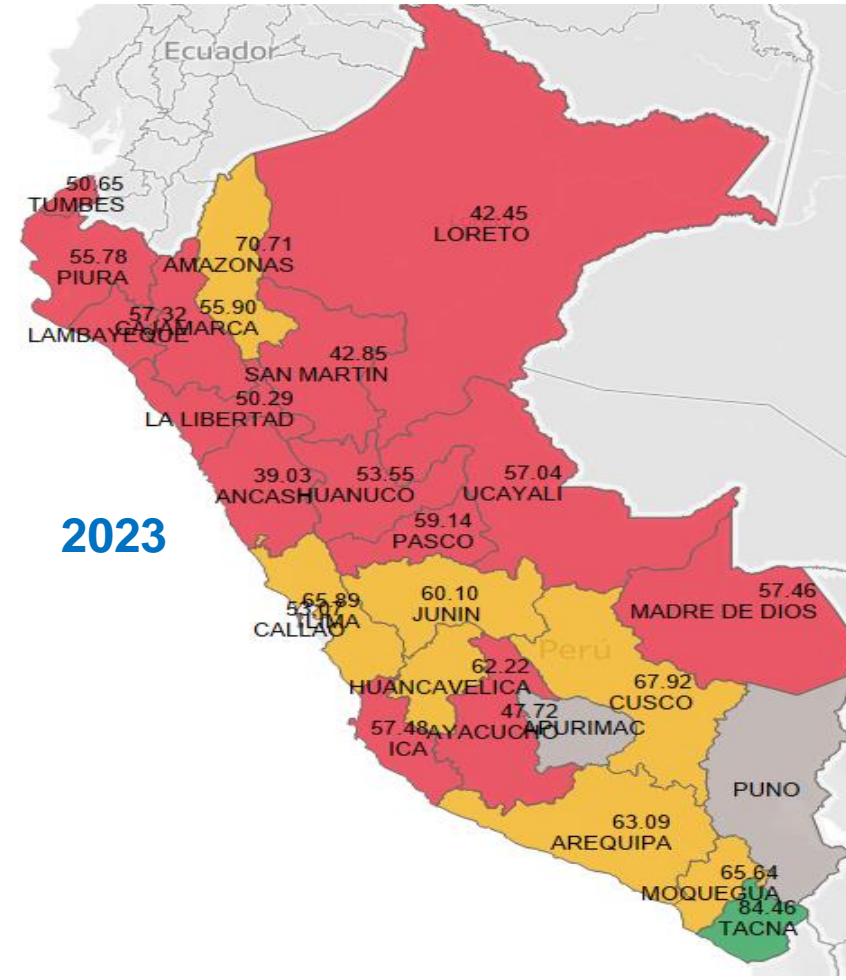 Ecuador
50.65
TUMBES
42.45
LORETO
70.71
AMAZONAS
55.78
PIURA
57.32
LAMBAYEQUE
55.90
CAJAMARCA
42.85
SAN MARTIN
50.29
LA LIBERTAD
39.03
ANCASH
53.55
HUANUCO
57.04
UCAYALI
59.14
PASCO
2023
57.46
MADRE DE DIOS
65.89
LIMA
53.07
CALLAO
60.10
JUNIN
Perú
62.22
HUANCAVELICA
67.92
CUSCO
47.72
AYACUCHO
APURIMAC
57.48
ICA
PUNO
63.09
AREQUIPA
65.64
MOQUEGUA
84.46
TACNA